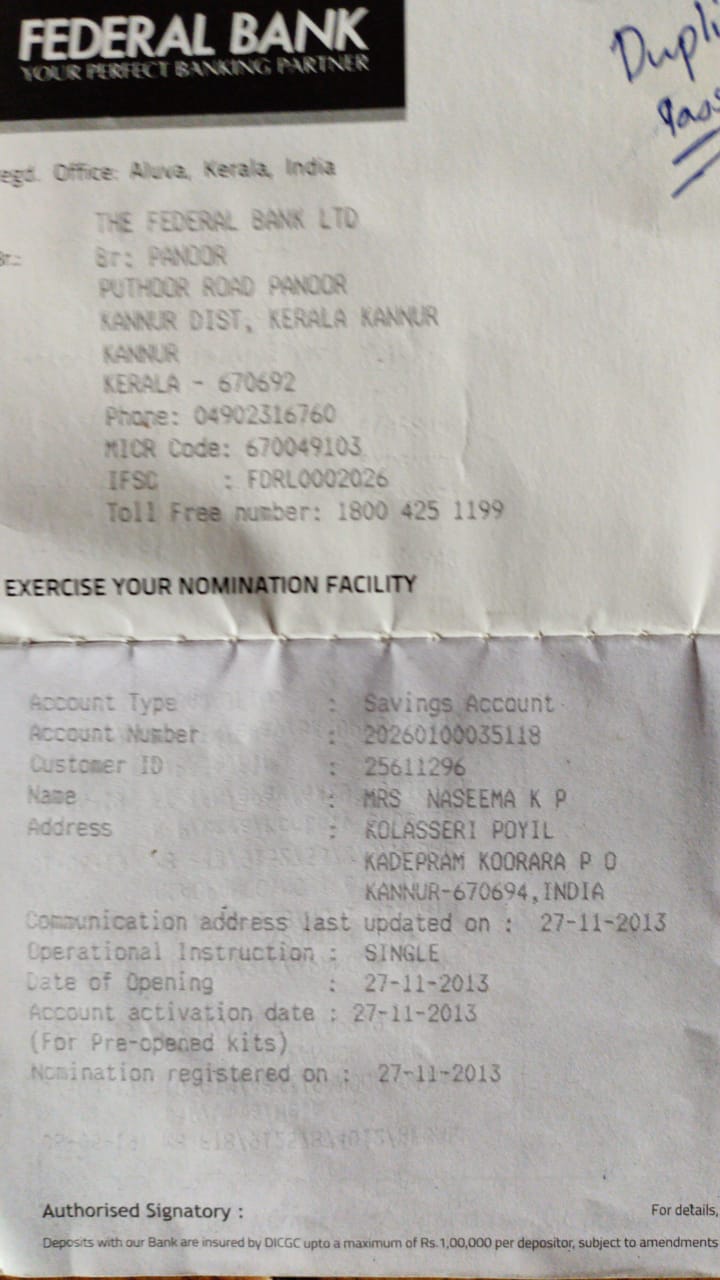 FEDERAL BANK
YOUR PERFECT BANKING PARTNER
Dupli
Pass
egd. Office: Aluva, Kerala, India
THE FEDERAL BANK LTD
Br.: Br: PANOOR
PUTHOOR ROAD PANOOR
KANNUR DIST, KERALA KANNUR
KANNUR
KERALA - 670692
Phone: 04902316760
MICR Code: 670049103
IFSC : FDRL0002026
Toll Free number: 1800 425 1199
EXERCISE YOUR NOMINATION FACILITY
Account Type : Savings Account
Account Number : 20260100035118
Customer ID : 25611296
Name : MRS NASEEMA K P
Address : KOLASSERI POYIL
KADEPRAM KOORARA P O
KANNUR-670694,INDIA
Communication address last updated on : 27-11-2013
Operational Instruction : SINGLE
Date of Opening : 27-11-2013
Account activation date : 27-11-2013
(For Pre-opened kits)
Nomination registered on : 27-11-2013
Authorised Signatory :
For details,
Deposits with our Bank are insured by DICGC upto a maximum of Rs.1,00,000 per depositor, subject to amendments